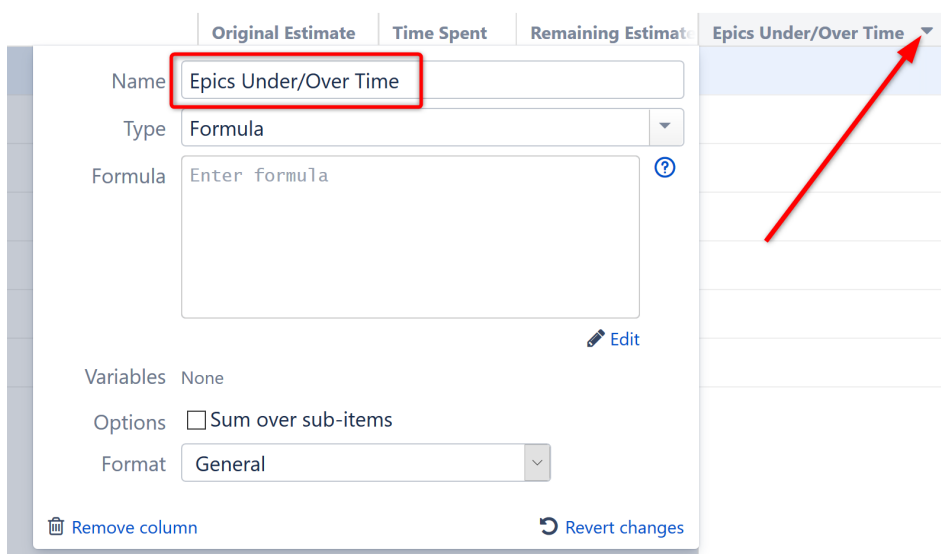 Original Estimate Time Spent Remaining Estimate Epics Under/Over Time
Name Epics Under/Over Time
Type Formula
Formula Enter formula
?
Edit
Variables None
Options Sum over sub-items
Format General
Remove column Revert changes